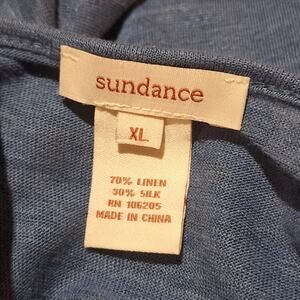 sundance
XL
70% LINEN
30% SILK
RN 106205
MADE IN CHINA